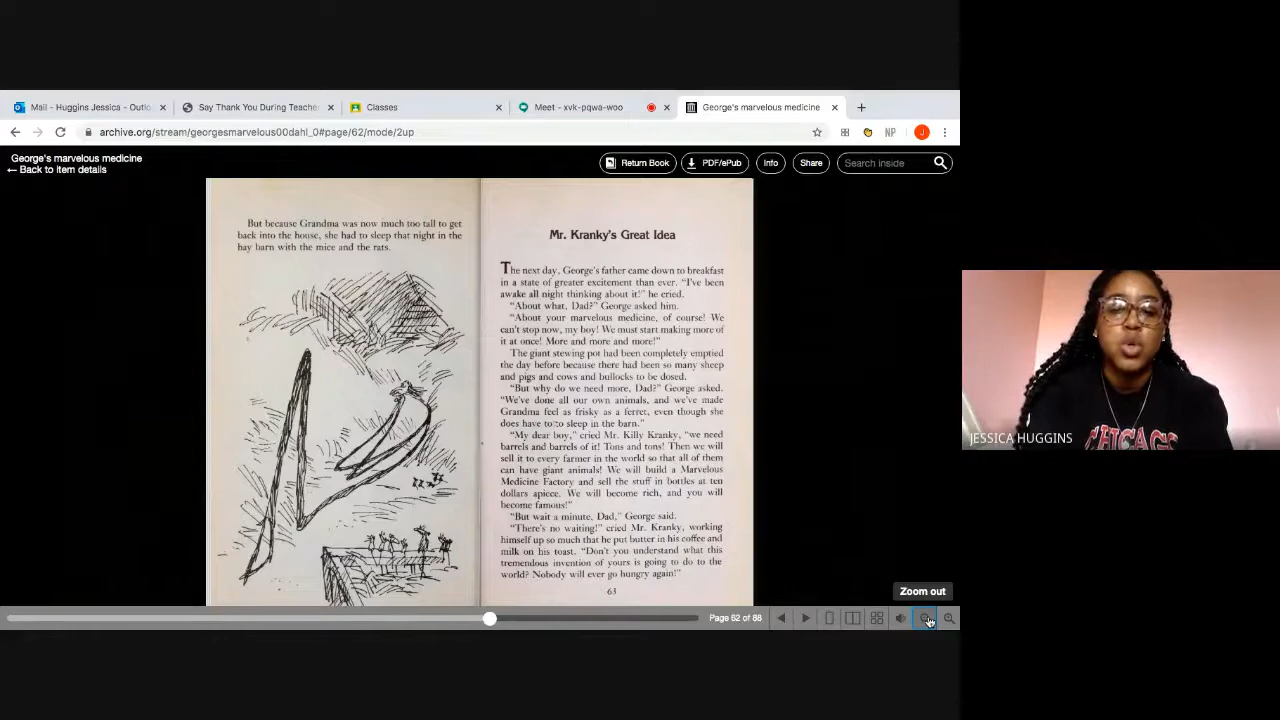 Mail - Huggins Jessica - Outlo
Say Thank You During Teache
Classes
Meet - xvk-pqwa-woo
George's marvelous medicine
archive.org/stream/georgesmarvelous00dahl_0#page/62/mode/2up
NP
J
George's marvelous medicine
← Back to item details
Return Book
PDF/ePub
Info
Share
Search inside
But because Grandma was now much too tall to get
back into the house, she had to sleep that night in the
hay barn with the mice and the rats.
Mr. Kranky's Great Idea
The next day, George's father came down to breakfast
in a state of greater excitement than ever. "I've been
awake all night thinking about it!" he cried.
"About what, Dad?" George asked him.
"About your marvelous medicine, of course! We
can't stop now, my boy! We must start making more of
it at once! More and more and more!"
The giant stewing pot had been completely emptied
the day before because there had been so many sheep
and pigs and cows and bullocks to be dosed.
"But why do we need more, Dad?" George asked.
"We've done all our own animals, and we've made
Grandma feel as frisky as a ferret, even though she
does have to to sleep in the barn."
"My dear boy," cried Mr. Killy Kranky, "we need
barrels and barrels of it! Tons and tons! Then we will
sell it to every farmer in the world so that all of them
can have giant animals! We will build a Marvelous
Medicine Factory and sell the stuff in bottles at ten
dollars apiece. We will become rich, and you will
become famous!"
"But wait a minute, Dad," George said.
"There's no waiting!" cried Mr. Kranky, working
himself up so much that he put butter in his coffee and
milk on his toast. "Don't you understand what this
tremendous invention of yours is going to do to the
world? Nobody will ever go hungry again!"
63
Zoom out
Page 62 of 88
JESSICA HUGGINS
CHICAGO